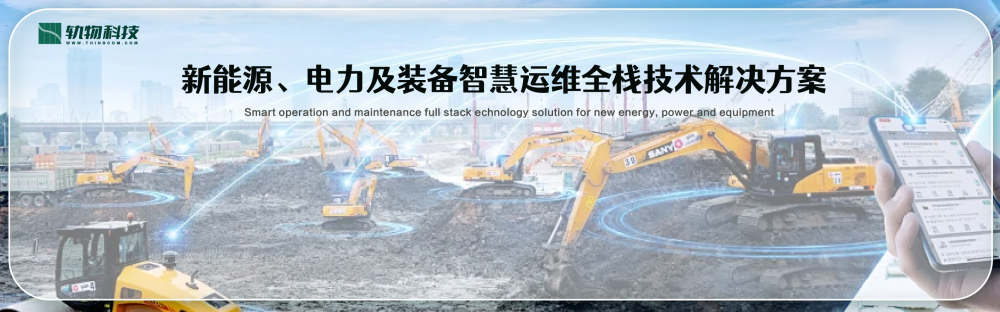 轨物科技
WWW.THINGCOM.COM
新能源、电力及装备智慧运维全栈技术解决方案
Smart operation and maintenance full stack echnology solution for new energy, power and equipment
SANY